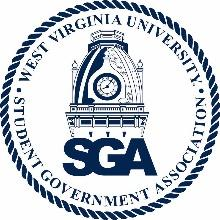 · WEST VIRGINIA UNIVERSITY ·
STUDENT GOVERNMENT ASSOCIATION
SGA